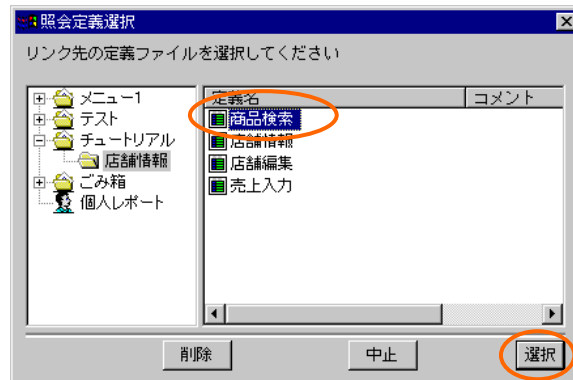 照会定義選択
リンク先の定義ファイルを選択してください
メニュー1
テスト
チュートリアル
店舗情報
ごみ箱
個人レポート
定義名 コメント
商品検索
店舗情報
店舗編集
売上入力
削除 中止 選択